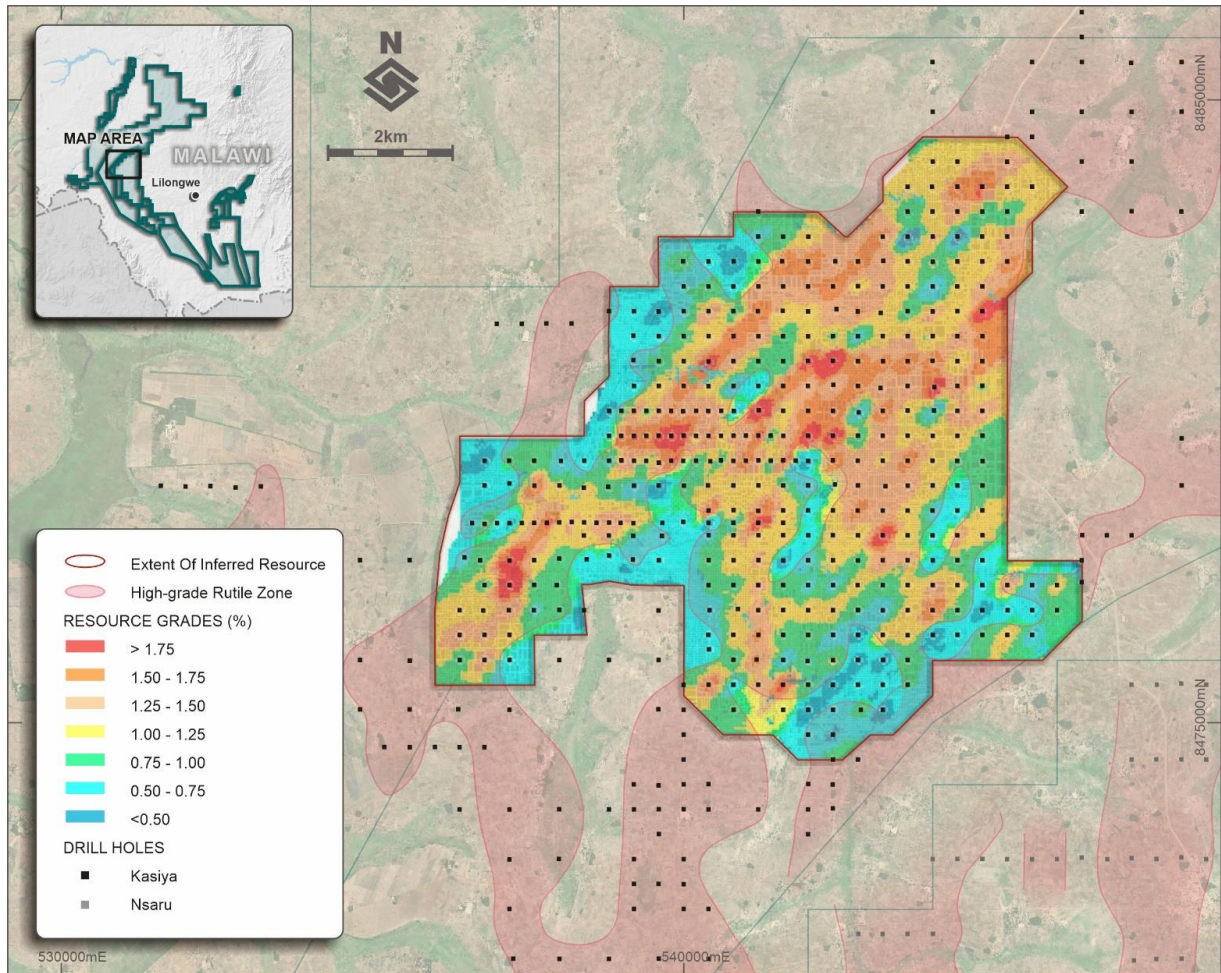 N
2km
MAP AREA
MALAWI
Lilongwe
8485000mN
Extent Of Inferred Resource
High-grade Rutile Zone
RESOURCE GRADES (%)
> 1.75
1.50 - 1.75
1.25 - 1.50
1.00 - 1.25
0.75 - 1.00
0.50 - 0.75
<0.50
DRILL HOLES
Kasiya
Nsaru
8475000mN
530000mE
540000mE